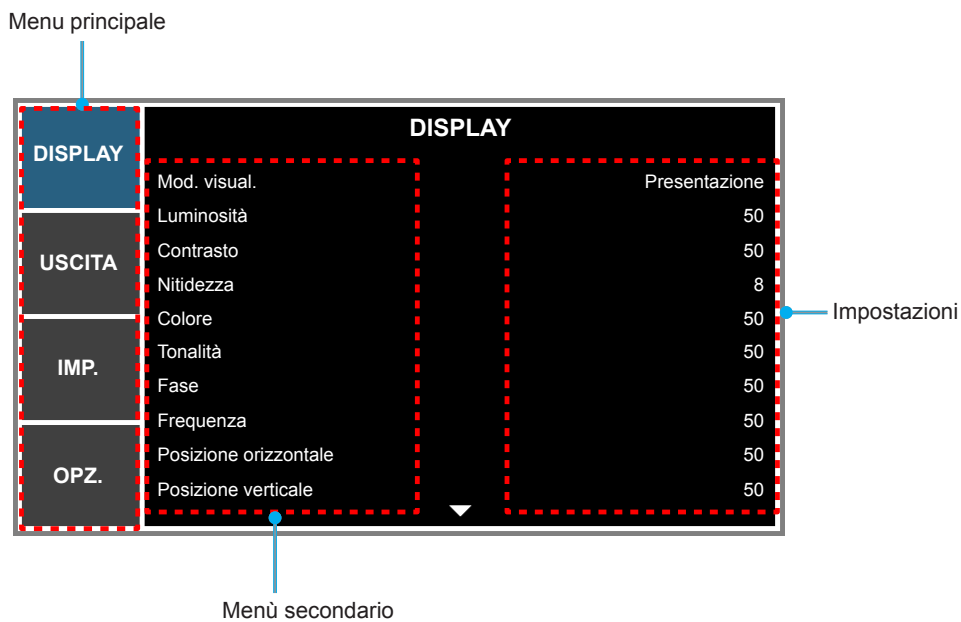 Menu principale
DISPLAY
DISPLAY
USCITA
IMP.
OPZ.
Mod. visual. Presentazione
Luminosità 50
Contrasto 50
Nitidezza 8
Colore 50
Tonalità 50
Fase 50
Frequenza 50
Posizione orizzontale 50
Posizione verticale 50
Impostazioni
Menù secondario